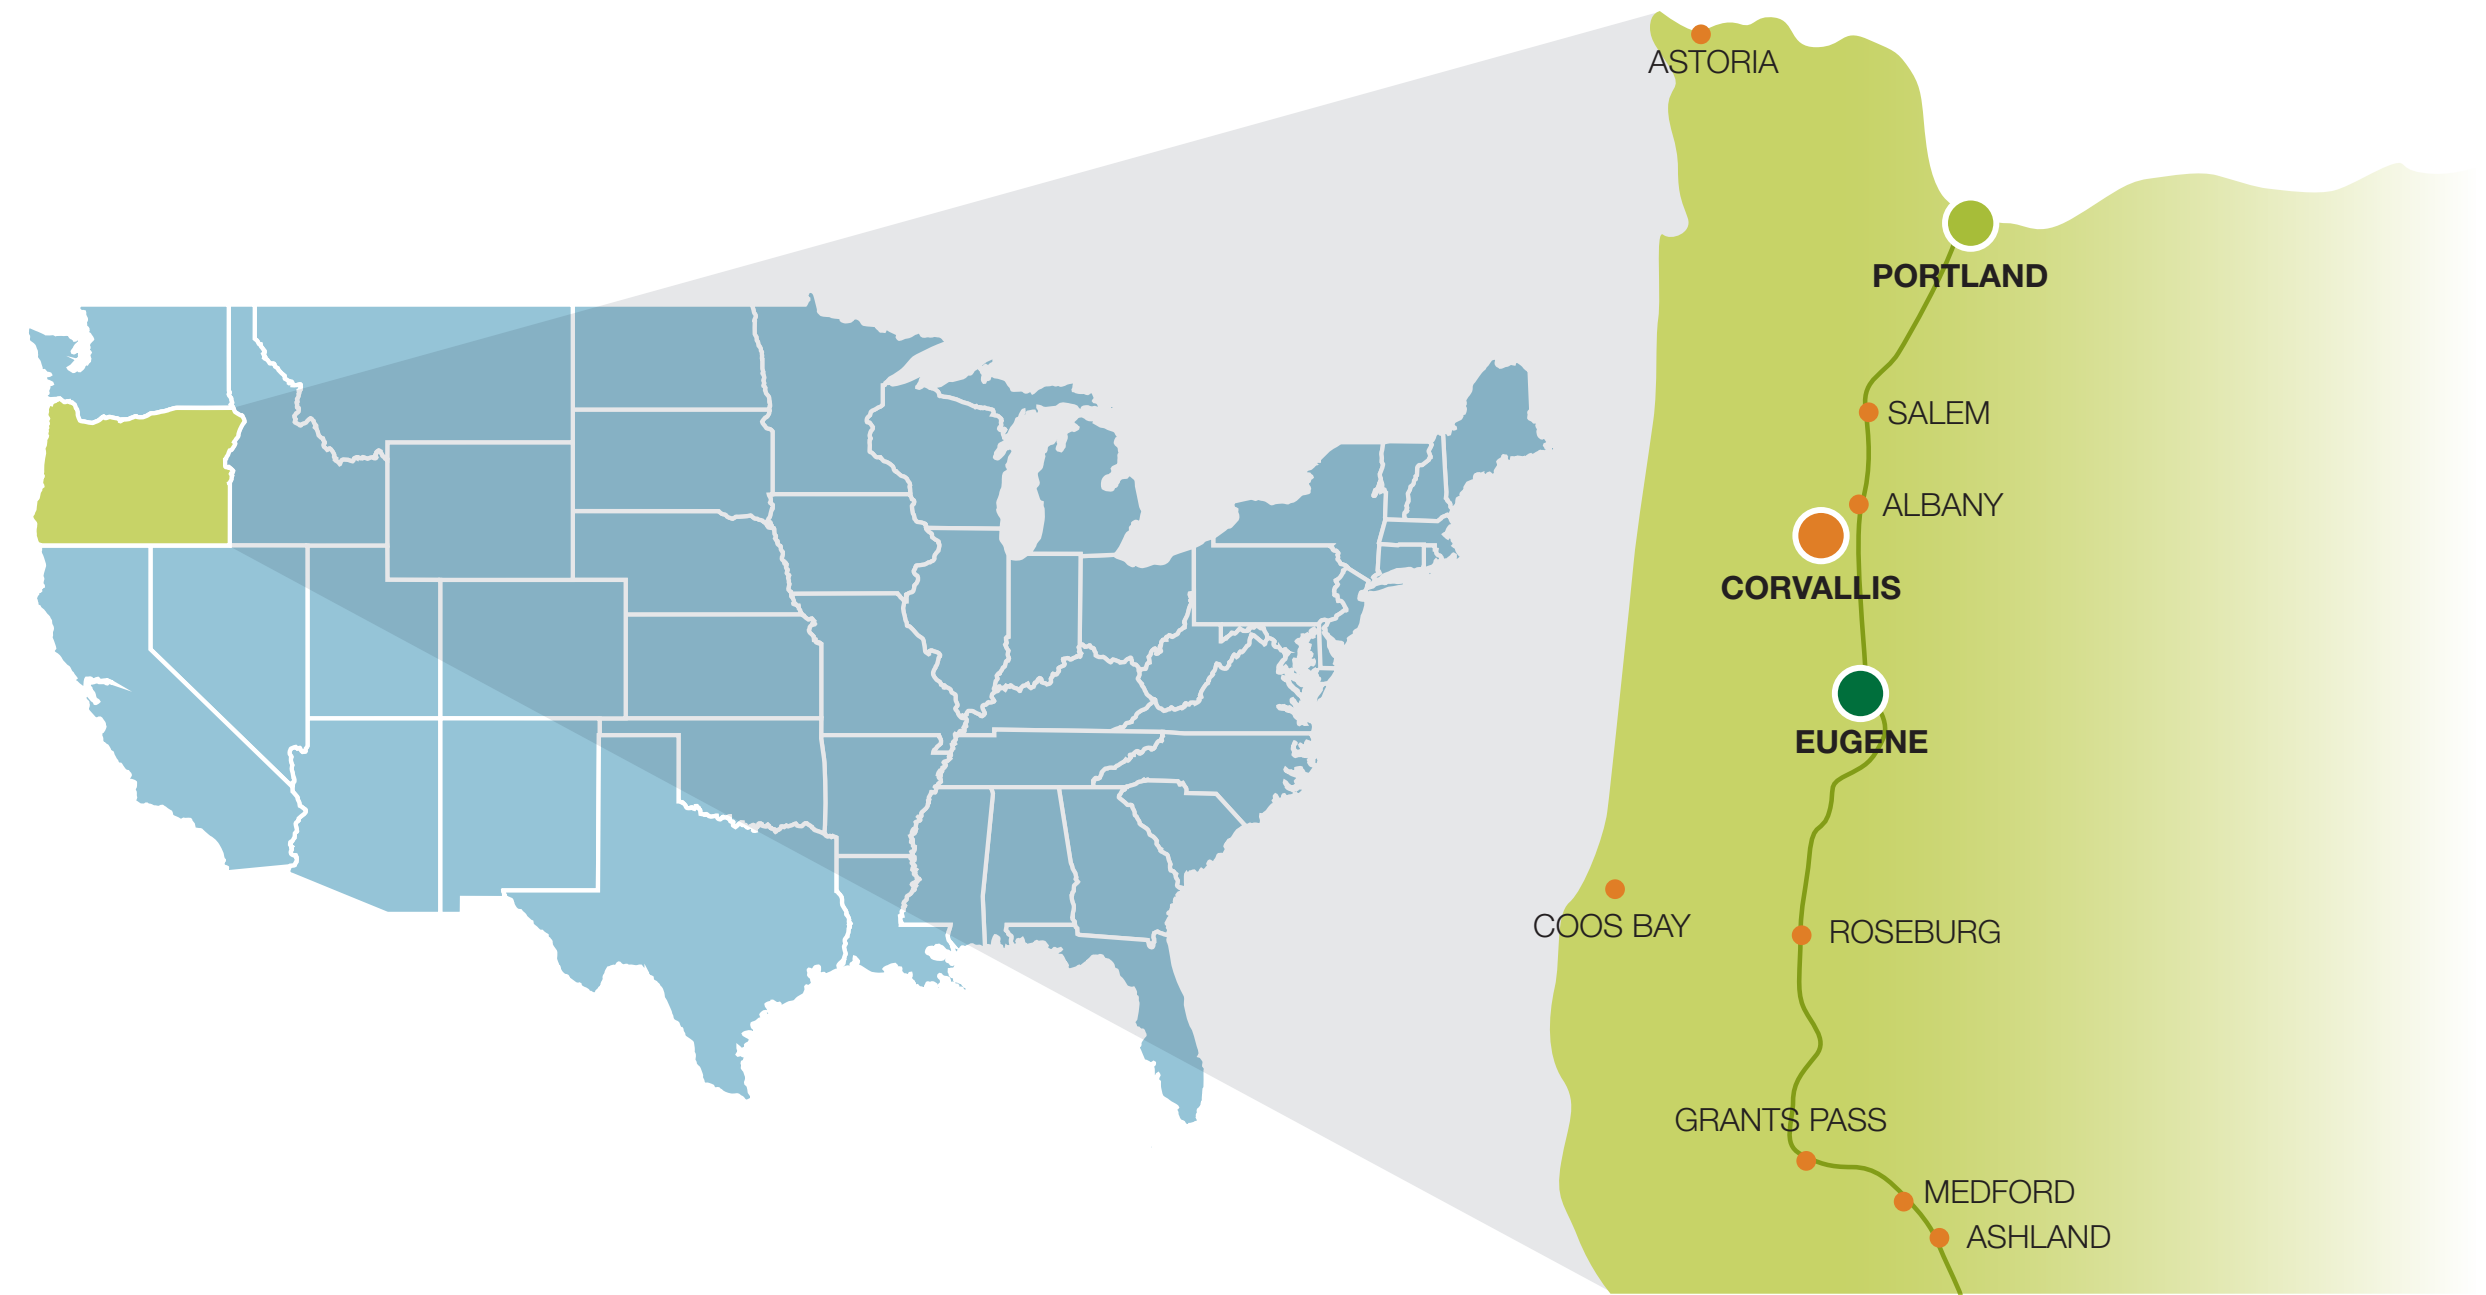 ASTORIA
PORTLAND
SALEM
ALBANY
CORVALLIS
EUGENE
COOS BAY
ROSEBURG
GRANTS PASS
MEDFORD
ASHLAND